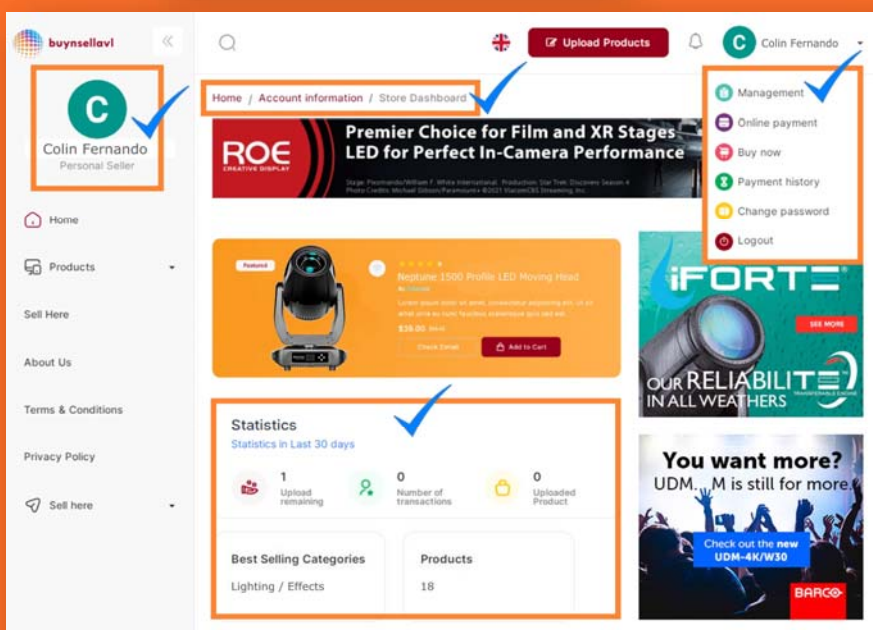 buynsellavl
Upload Products
C
Colin Fernando
C
Colin Fernando
Personal Seller
Home
Products
Sell Here
About Us
Terms & Conditions
Privacy Policy
Sell here
Home / Account information / Store Dashboard
ROE
CREATIVE DISPLAY
Premier Choice for Film and XR Stages
LED for Perfect In-Camera Performance
Management
Online payment
Buy now
Payment history
Change password
Logout
Featured
Neptune 1500 Profile LED Moving Head
$36.00
Check Detail
Add to Cart
Statistics
Statistics in Last 30 days
1
Upload
remaining
0
Number of
transactions
0
Uploaded
Product
Best Selling Categories
Lighting / Effects
Products
18
iFORTE
SEE MORE
OUR RELIABILITY
IN ALL WEATHERS
You want more?
UDM... M is still for more.
Check out the new
UDM-4K/W30
BARCO